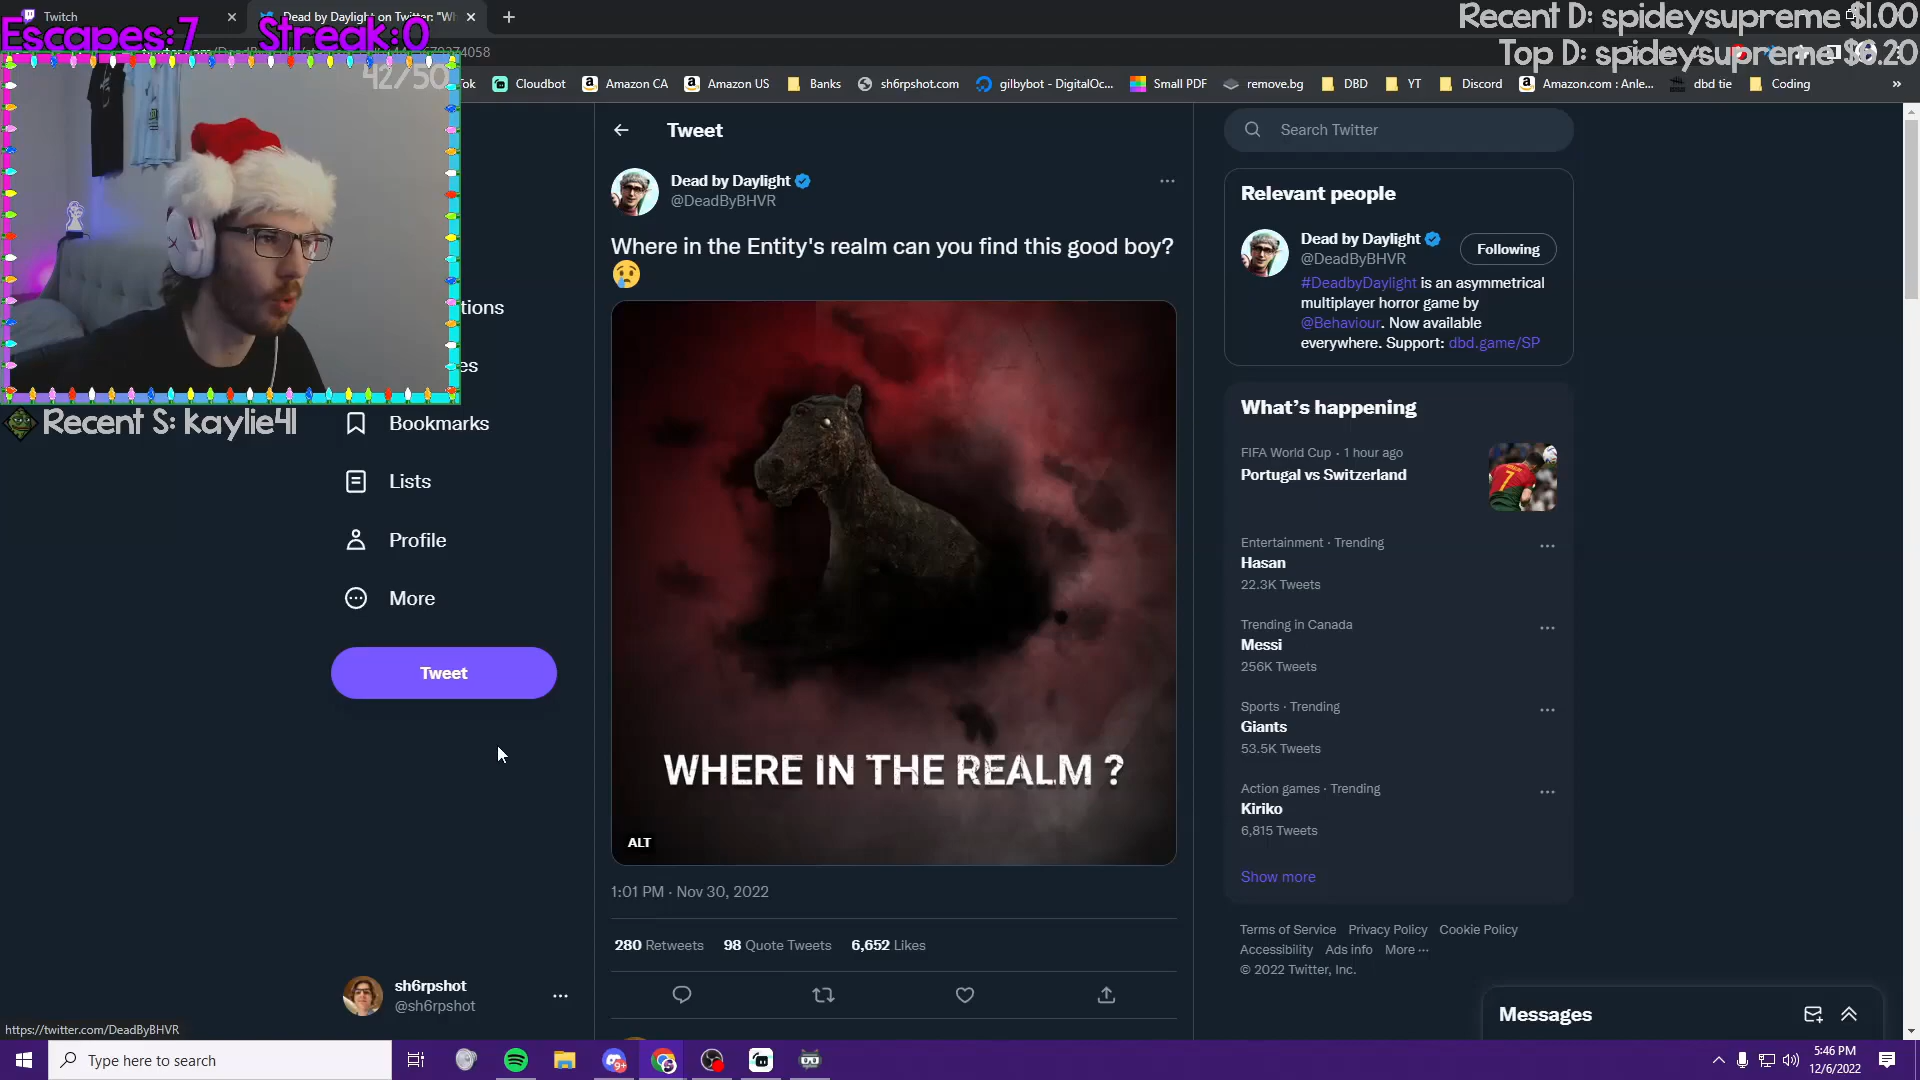 Twitch
Dead by Daylight on Twitter: "Wh
Escapes:7 Streak:0
Recent D: spideysupreme $1.00
Top D: spideysupreme $6.20
42/50
Cloudbot
Amazon CA
Amazon US
Banks
sh6rpshot.com
gilbybot - DigitalOc...
Small PDF
remove.bg
DBD
YT
Discord
Amazon.com : Anle...
dbd tie
Coding
»
Recent S: Kaylie41
Bookmarks
Lists
Profile
More
Tweet
sh6rpshot
@sh6rpshot
https://twitter.com/DeadByBHVR
Tweet
Dead by Daylight
@DeadByBHVR
Where in the Entity's realm can you find this good boy?
😢
WHERE IN THE REALM ?
ALT
1:01 PM · Nov 30, 2022
280 Retweets 98 Quote Tweets 6,652 Likes
Search Twitter
Relevant people
Dead by Daylight
@DeadByBHVR
Following
#DeadbyDaylight is an asymmetrical
multiplayer horror game by
@Behaviour. Now available
everywhere. Support: dbd.game/SP
What's happening
FIFA World Cup · 1 hour ago
Portugal vs Switzerland
Entertainment · Trending
Hasan
22.3K Tweets
Trending in Canada
Messi
256K Tweets
Sports · Trending
Giants
53.5K Tweets
Action games · Trending
Kiriko
6,815 Tweets
Show more
Terms of Service Privacy Policy Cookie Policy
Accessibility Ads info More ···
© 2022 Twitter, Inc.
Messages
Type here to search
5:46 PM
12/6/2022